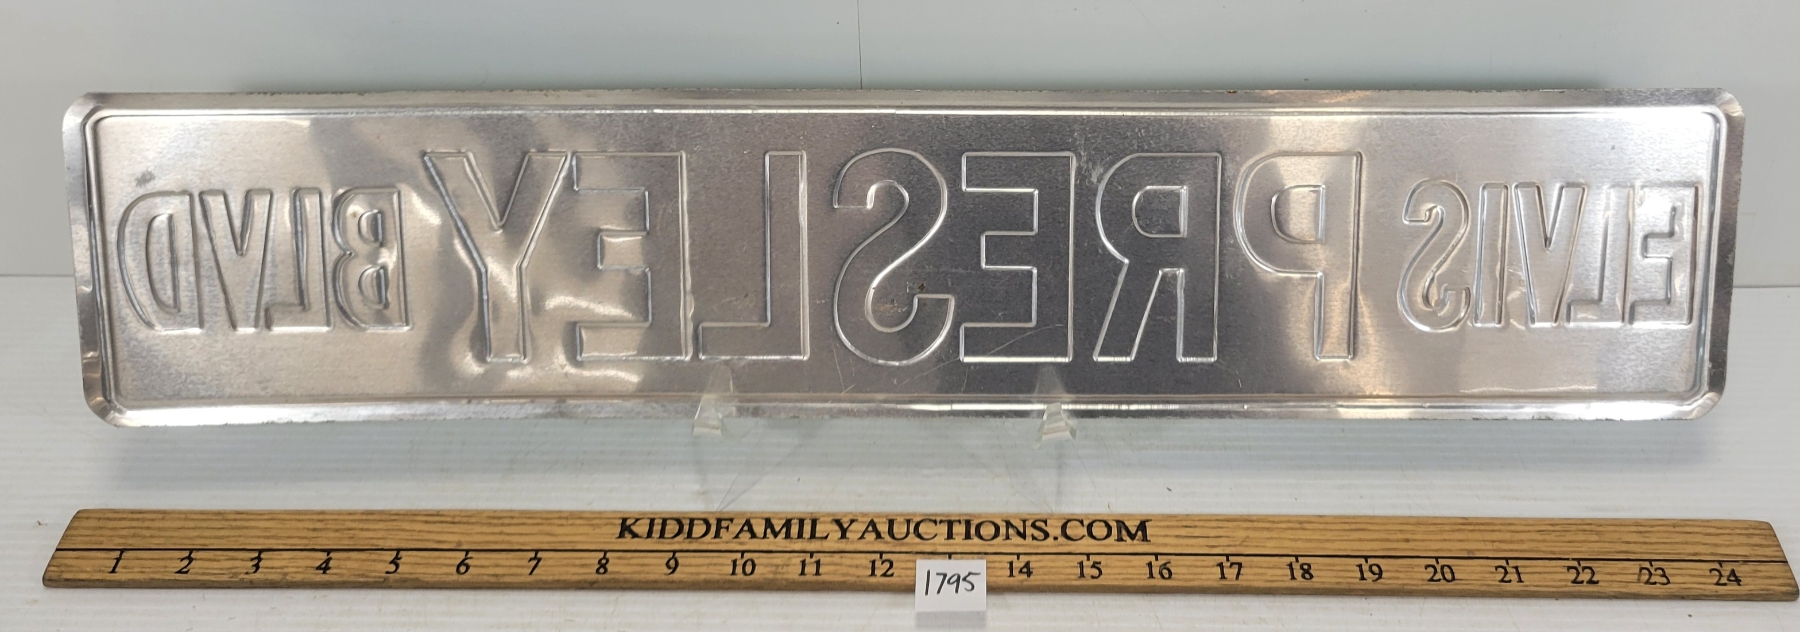 ELVIS PRESLEY BLVD
KIDDFAMILYAUCTIONS.COM
1 2 3 4 5 6 7 8 9 10 11 12 14 15 16 17 18 19 20 21 22 23 24
1795